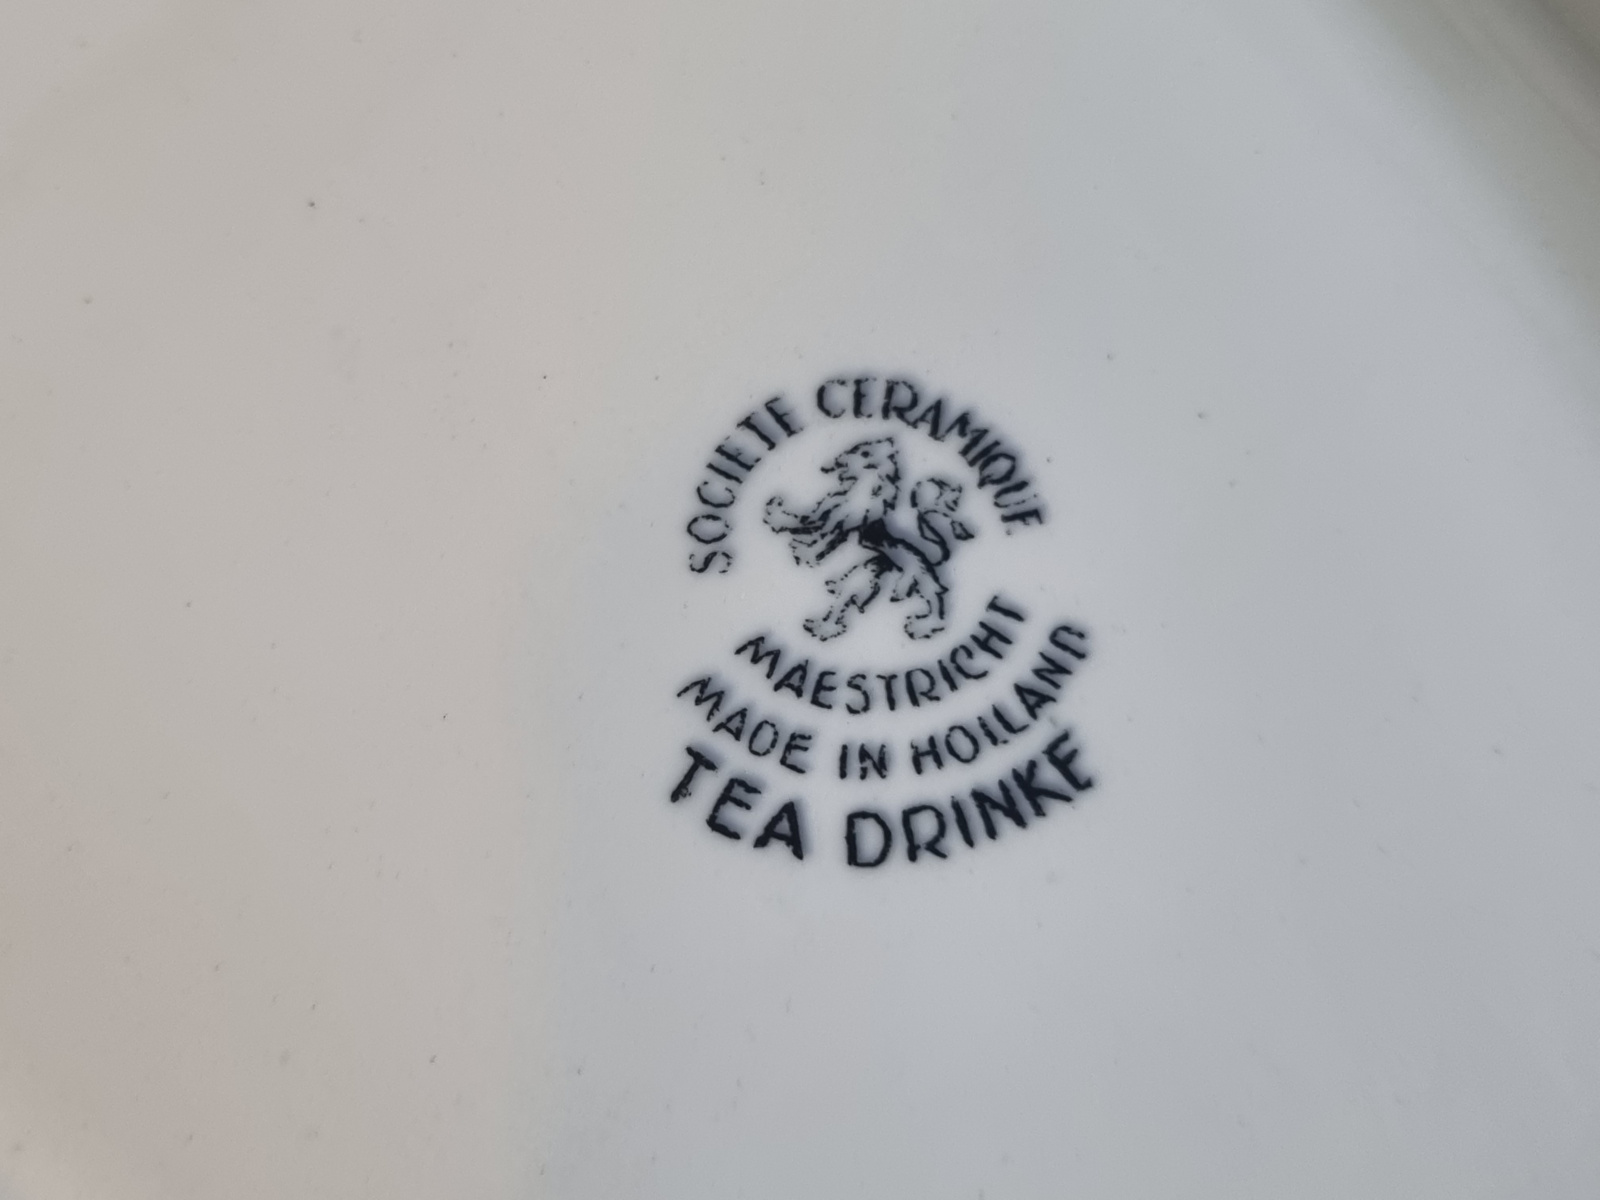 SOCIETE CERAMIQUE
MAESTRICHT
MADE IN HOLLAND
TEA DRINKE